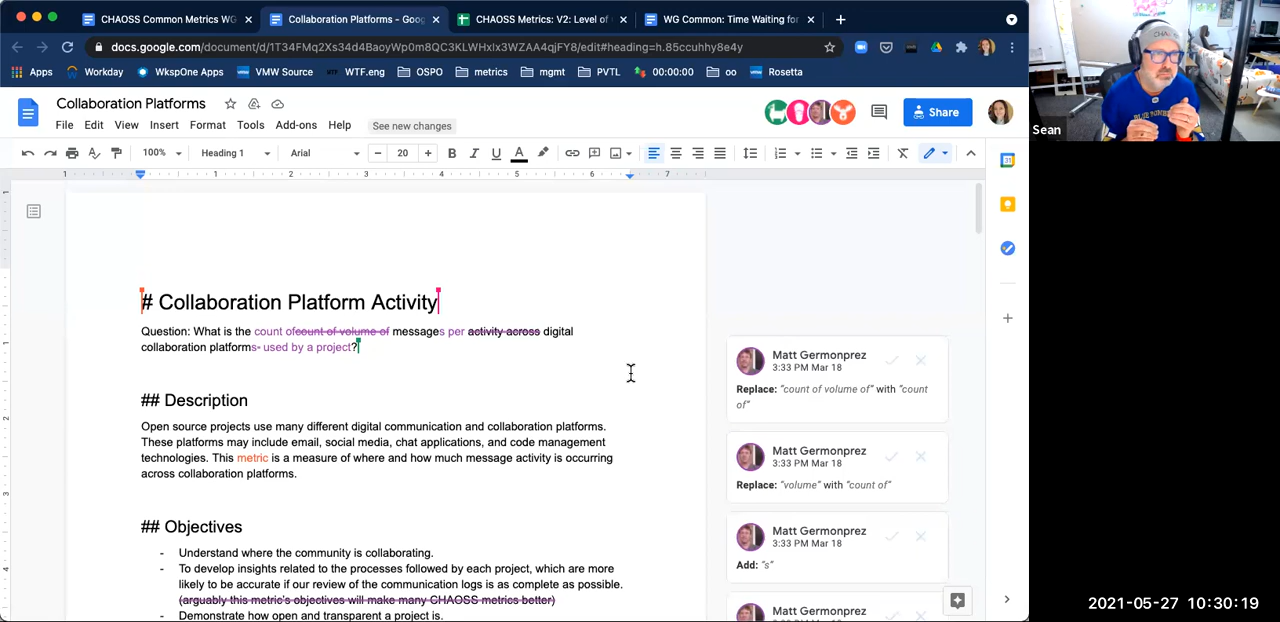 CHAOSS Common Metrics WG
Collaboration Platforms - Goog
CHAOSS Metrics: V2: Level of
WG Common: Time Waiting for
docs.google.com/document/d/1T34FMq2Xs34d4BaoyWp0m8QC3KLWHxIx3WZAA4qjFY8/edit#heading=h.85ccuhhy8e4y
Apps Workday WkspOne Apps VMW Source WTF.eng OSPO metrics mgmt PVTL 00:00:00 oo Rosetta
Collaboration Platforms
File Edit View Insert Format Tools Add-ons Help See new changes
Share
100% Heading 1 Arial 20 B I U A
1 1 2 3 4 5 6 7
# Collaboration Platform Activity
Question: What is the count ofcount of volume of messages per activity across digital
collaboration platforms- used by a project?
## Description
Open source projects use many different digital communication and collaboration platforms.
These platforms may include email, social media, chat applications, and code management
technologies. This metric is a measure of where and how much message activity is occurring
across collaboration platforms.
## Objectives
- Understand where the community is collaborating.
- To develop insights related to the processes followed by each project, which are more
likely to be accurate if our review of the communication logs is as complete as possible.
(arguably this metric's objectives will make many CHAOSS metrics better)
- Demonstrate how open and transparent a project is.
Matt Germonprez
3:33 PM Mar 18
Replace: "count of volume of" with "count
of"
Matt Germonprez
3:33 PM Mar 18
Replace: "volume" with "count of"
Matt Germonprez
3:33 PM Mar 18
Add: "s"
Matt Germonprez
Sean
2021-05-27 10:30:19